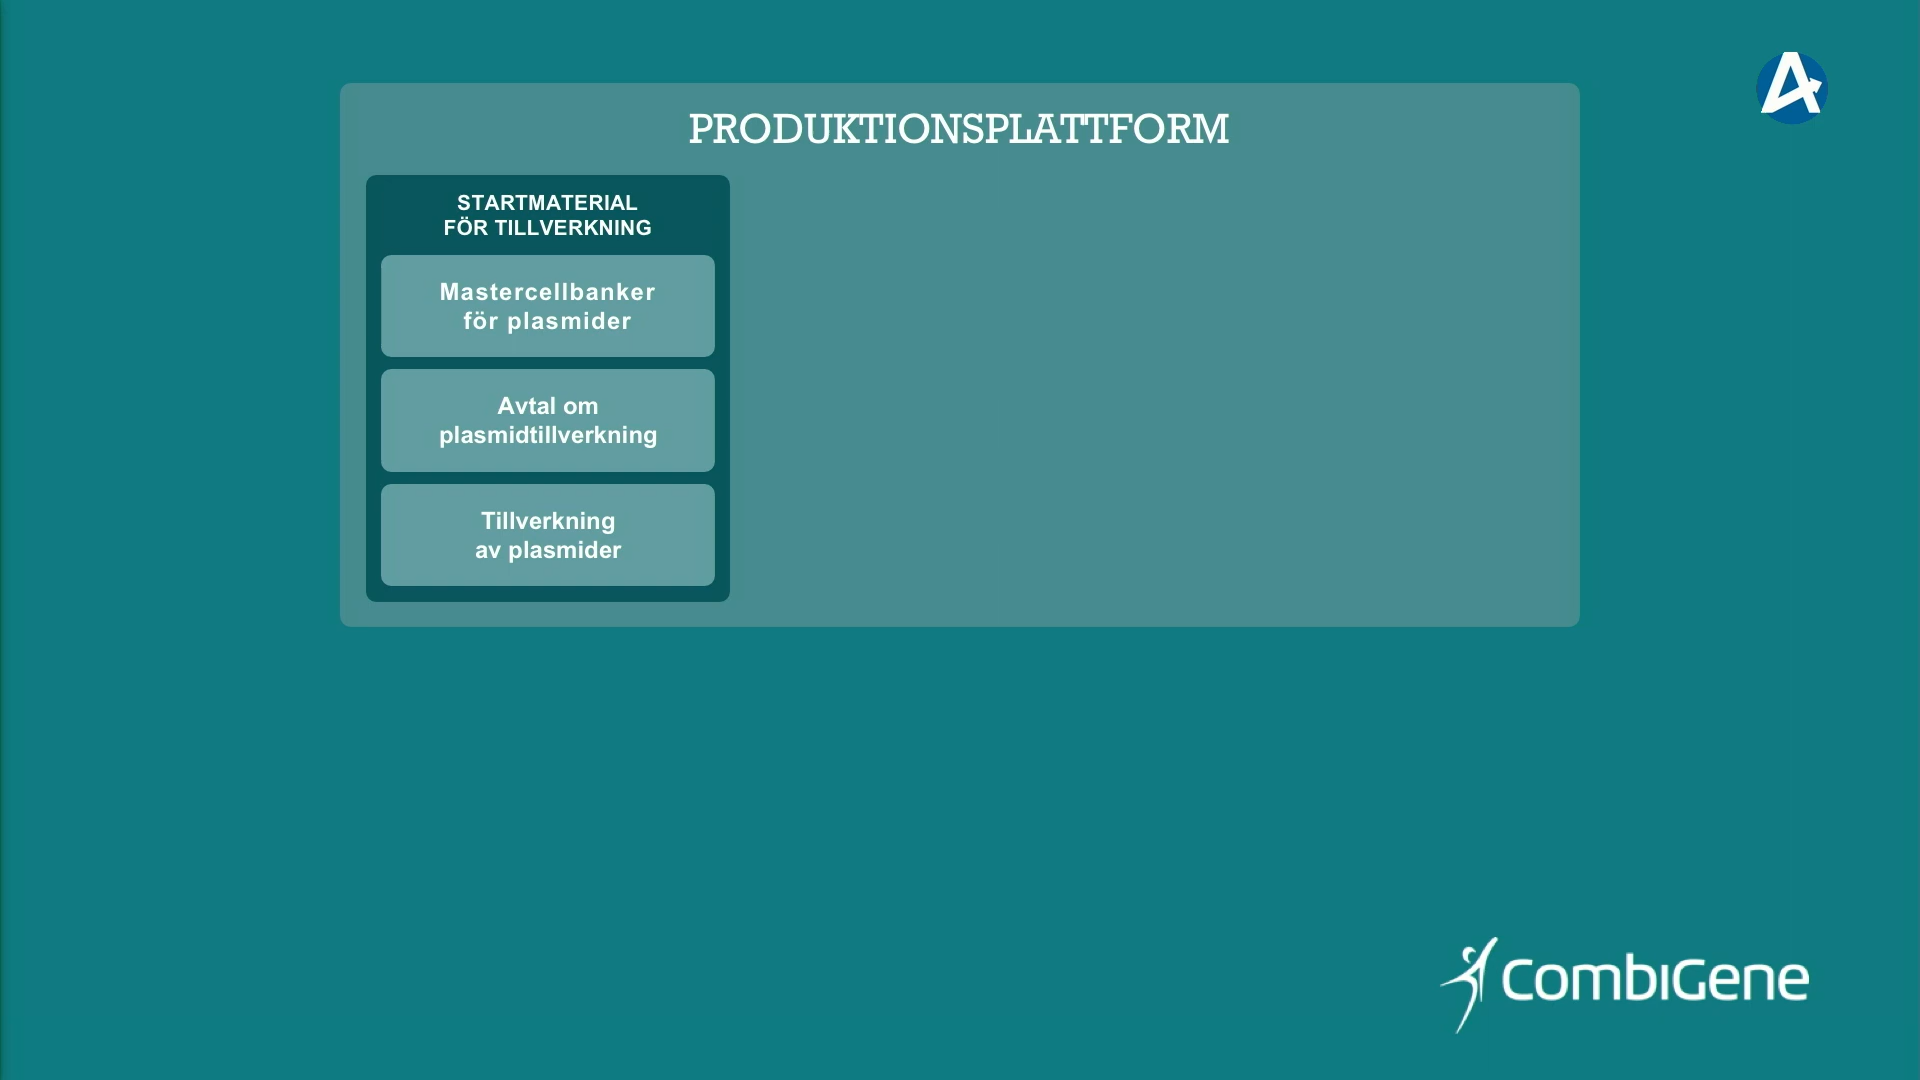 PRODUKTIONSPLATTFORM
STARTMATERIAL
FÖR TILLVERKNING
Mastercellbanker
för plasmider
Avtal om
plasmidtillverkning
Tillverkning
av plasmider
CombiGene